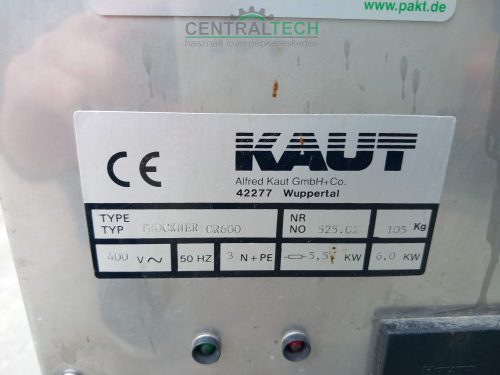 www.pakt.de
CENTRALTECH
használt ipari gépkereskedés
CE
KAUT
Alfred Kaut GmbH+Co.
42277 Wuppertal
TYPE
TYP TROCKNER CR600
NR
NO 525.02
105 Kg
400 V~
50 HZ
3 N+PE
5,5 KW
6,0 KW